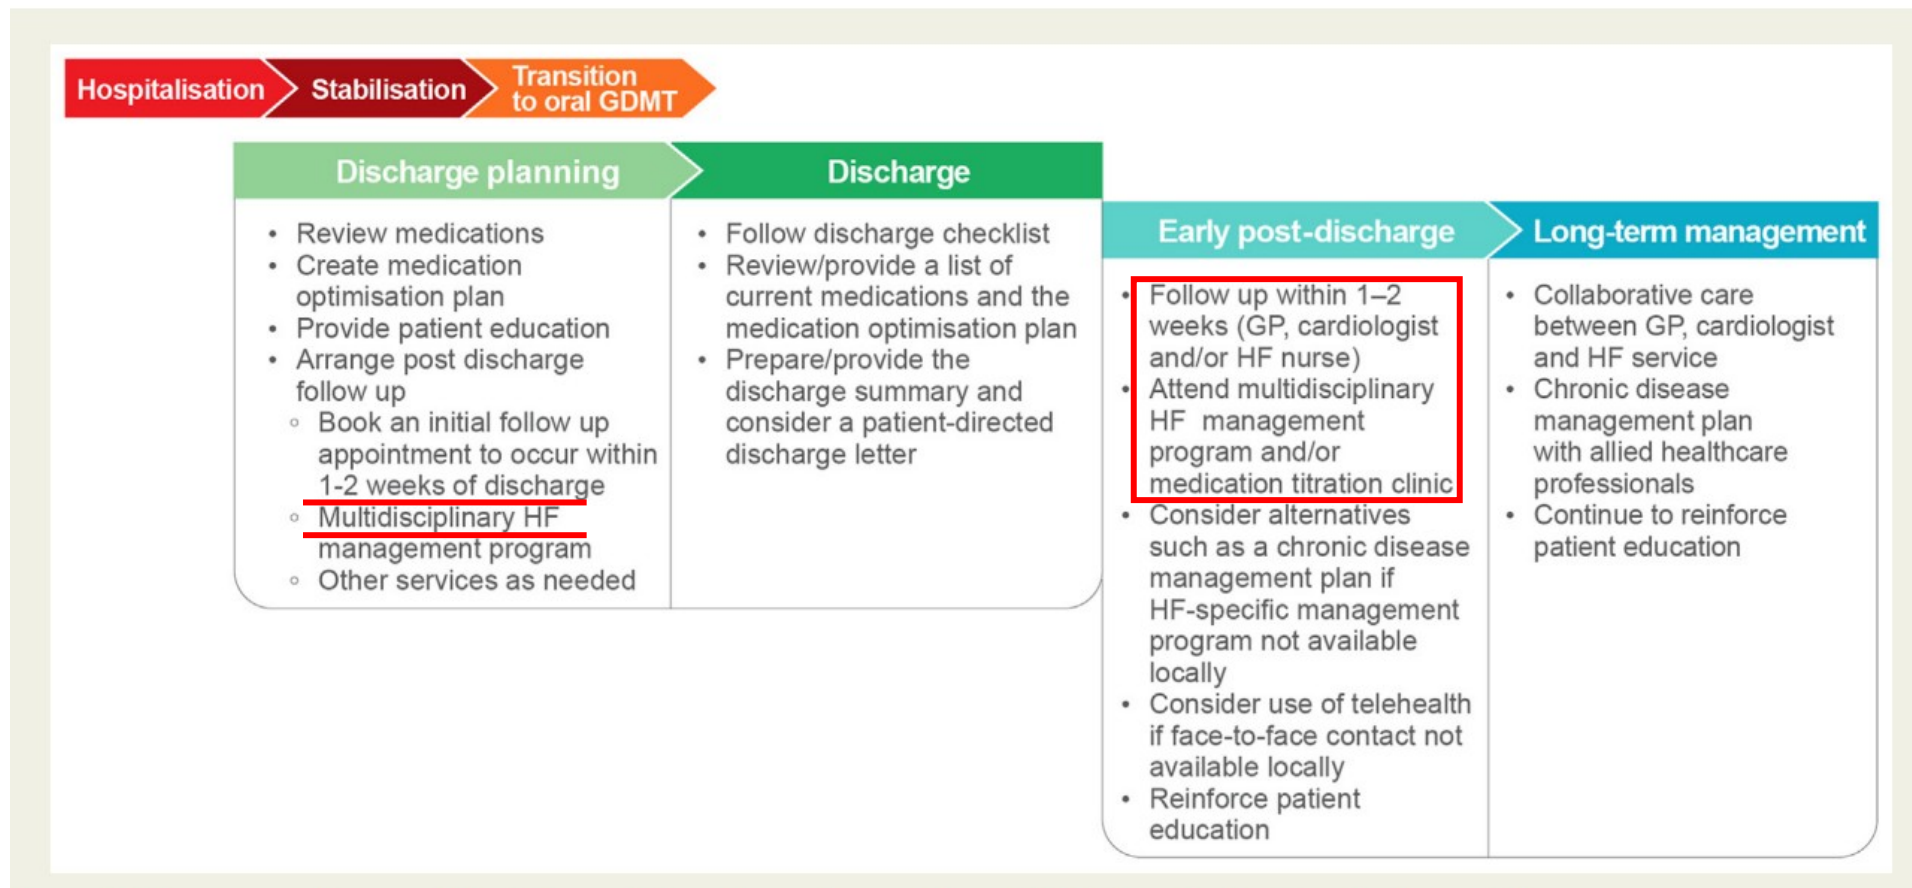 Hospitalisation
Stabilisation
Transition
to oral GDMT
Discharge planning
• Review medications
• Create medication
optimisation plan
• Provide patient education
• Arrange post discharge
follow up
◦ Book an initial follow up
appointment to occur within
1-2 weeks of discharge
◦ Multidisciplinary HF
management program
◦ Other services as needed
Discharge
• Follow discharge checklist
• Review/provide a list of
current medications and the
medication optimisation plan
• Prepare/provide the
discharge summary and
consider a patient-directed
discharge letter
Early post-discharge
• Follow up within 1–2
weeks (GP, cardiologist
and/or HF nurse)
• Attend multidisciplinary
HF management
program and/or
medication titration clinic
• Consider alternatives
such as a chronic disease
management plan if
HF-specific management
program not available
locally
• Consider use of telehealth
if face-to-face contact not
available locally
• Reinforce patient
education
Long-term management
• Collaborative care
between GP, cardiologist
and HF service
• Chronic disease
management plan
with allied healthcare
professionals
• Continue to reinforce
patient education